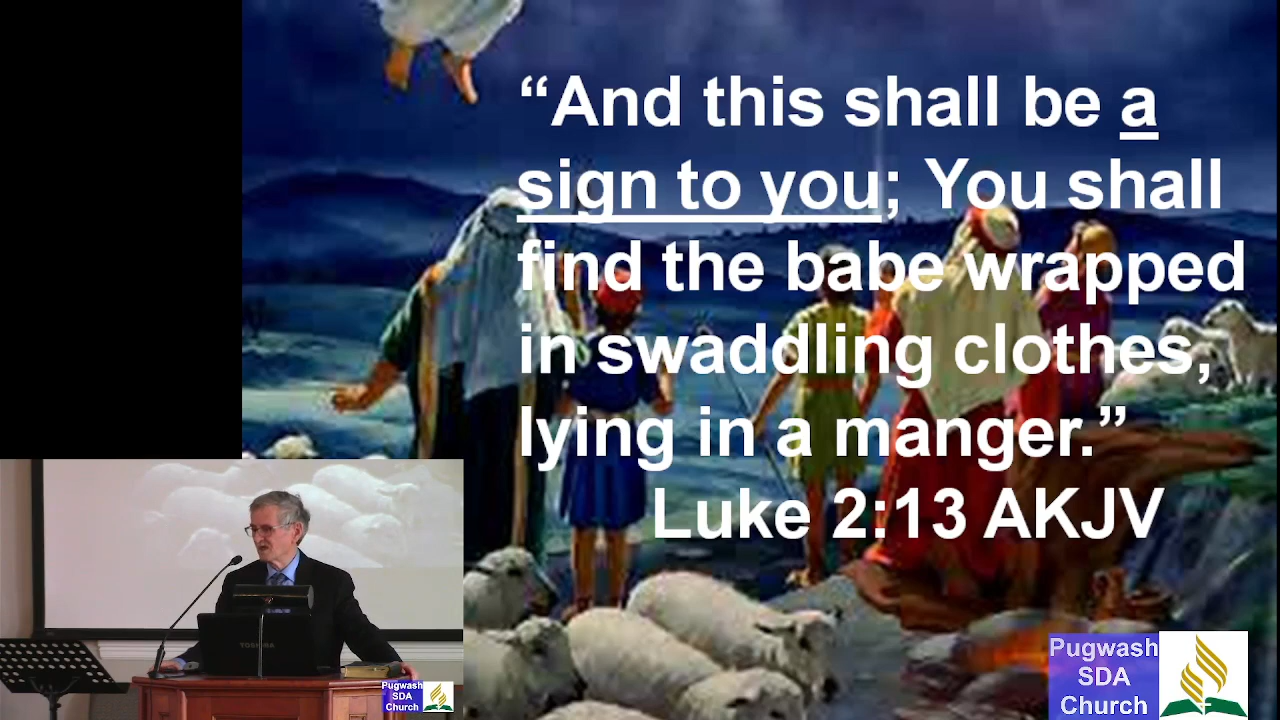 “And this shall be a
sign to you; You shall
find the babe wrapped
in swaddling clothes,
lying in a manger.”
Luke 2:13 AKJV
TOSHIBA
Pugwash
SDA
Church
Pugwash
SDA
Church